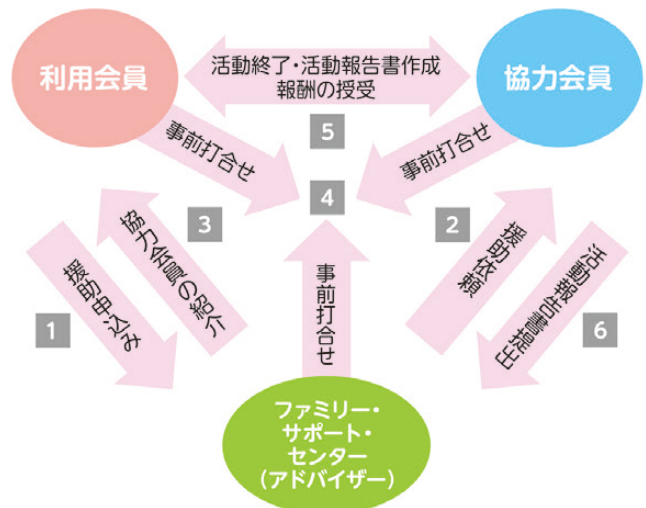 利用会員
活動終了・活動報告書作成
報酬の授受
協力会員
5
事前打合せ
事前打合せ
4
3
2
協力会員の紹介
援助依頼
1
援助申込み
事前打合せ
活動報告書提出
6
ファミリー・
サポート・
センター
(アドバイザー)